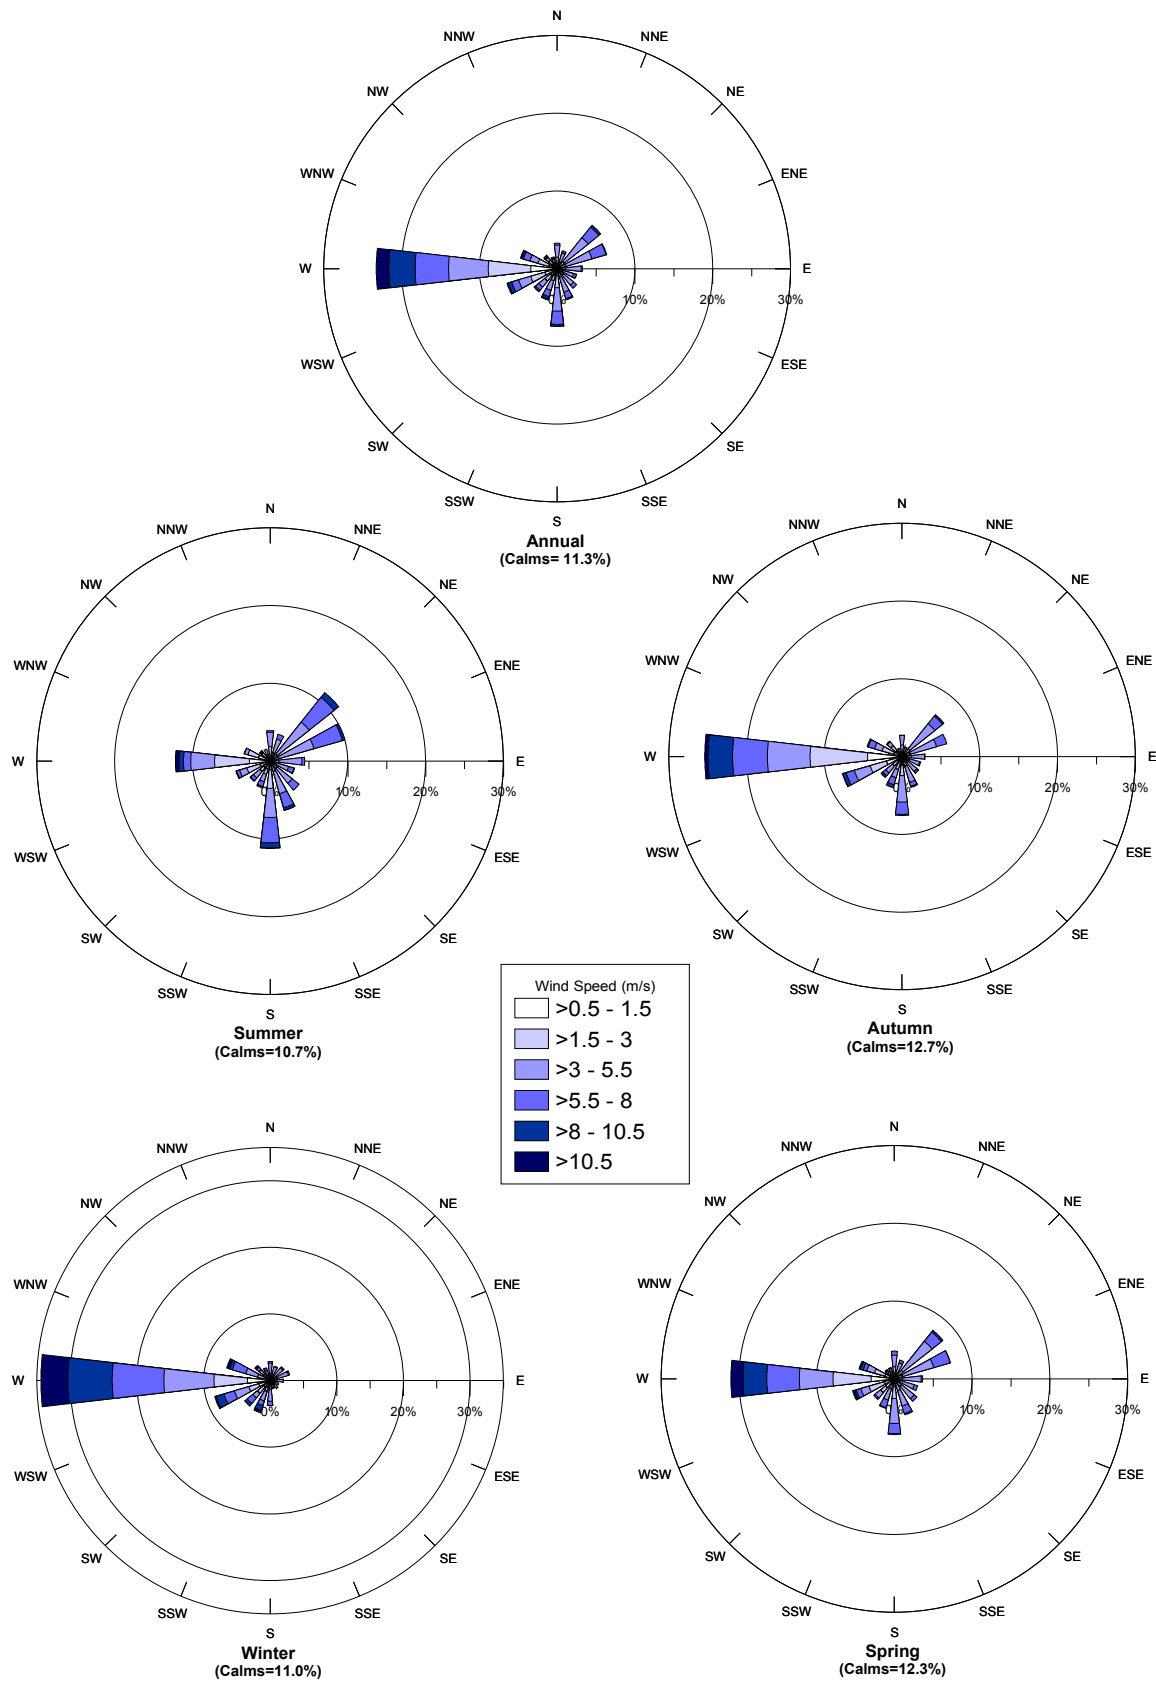 N
NNW
NNE
NW
NE
WNW
ENE
W
E
0%
10%
20%
30%
WSW
ESE
SW
SE
SSW
SSE
S
Annual
(Calms= 11.3%)
N
NNW
NNE
NW
NE
WNW
ENE
W
E
0%
10%
20%
30%
WSW
ESE
SW
SE
SSW
SSE
S
Summer
(Calms=10.7%)
N
NNW
NNE
NW
NE
WNW
ENE
W
E
0%
10%
20%
30%
WSW
ESE
SW
SE
SSW
SSE
S
Autumn
(Calms=12.7%)
Wind Speed (m/s)
>0.5 - 1.5
>1.5 - 3
>3 - 5.5
>5.5 - 8
>8 - 10.5
>10.5
N
NNW
NNE
NW
NE
WNW
ENE
W
E
0%
10%
20%
30%
WSW
ESE
SW
SE
SSW
SSE
S
Winter
(Calms=11.0%)
N
NNW
NNE
NW
NE
WNW
ENE
W
E
0%
10%
20%
30%
WSW
ESE
SW
SE
SSW
SSE
S
Spring
(Calms=12.3%)